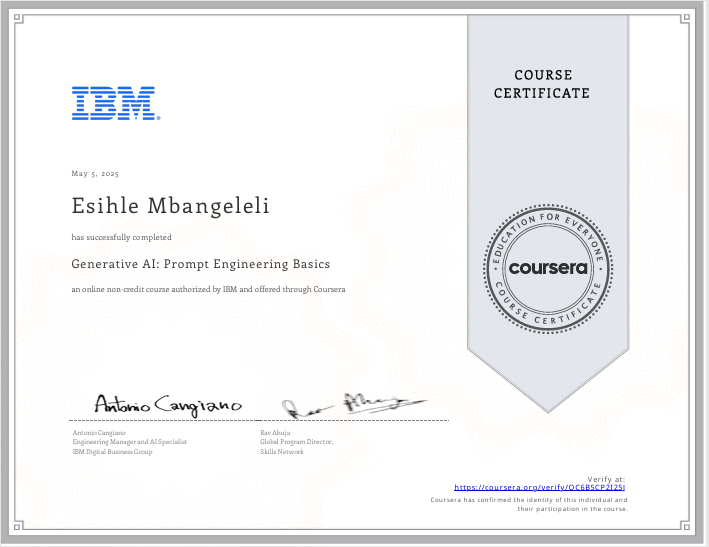 COURSE
CERTIFICATE
IBM®
May 5, 2025
Esihle Mbangeleli
has successfully completed
Generative AI: Prompt Engineering Basics
an online non-credit course authorized by IBM and offered through Coursera
EDUCATION FOR EVERYONE
coursera
COURSE CERTIFICATE
Antonio Cangiano
Rav Ahuja
Antonio Cangiano
Engineering Manager and AI Specialist
IBM Digital Business Group
Rav Ahuja
Global Program Director,
Skills Network
Verify at:
https://coursera.org/verify/OC6B5CP2J25J
Coursera has confirmed the identity of this individual and
their participation in the course.